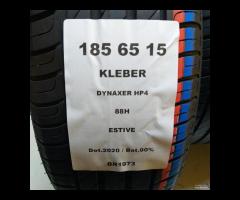 185 65 15
KLEBER
DYNAXER HP4
88H
ESTIVE
Dot.2020 / Bat.90%
GN1073